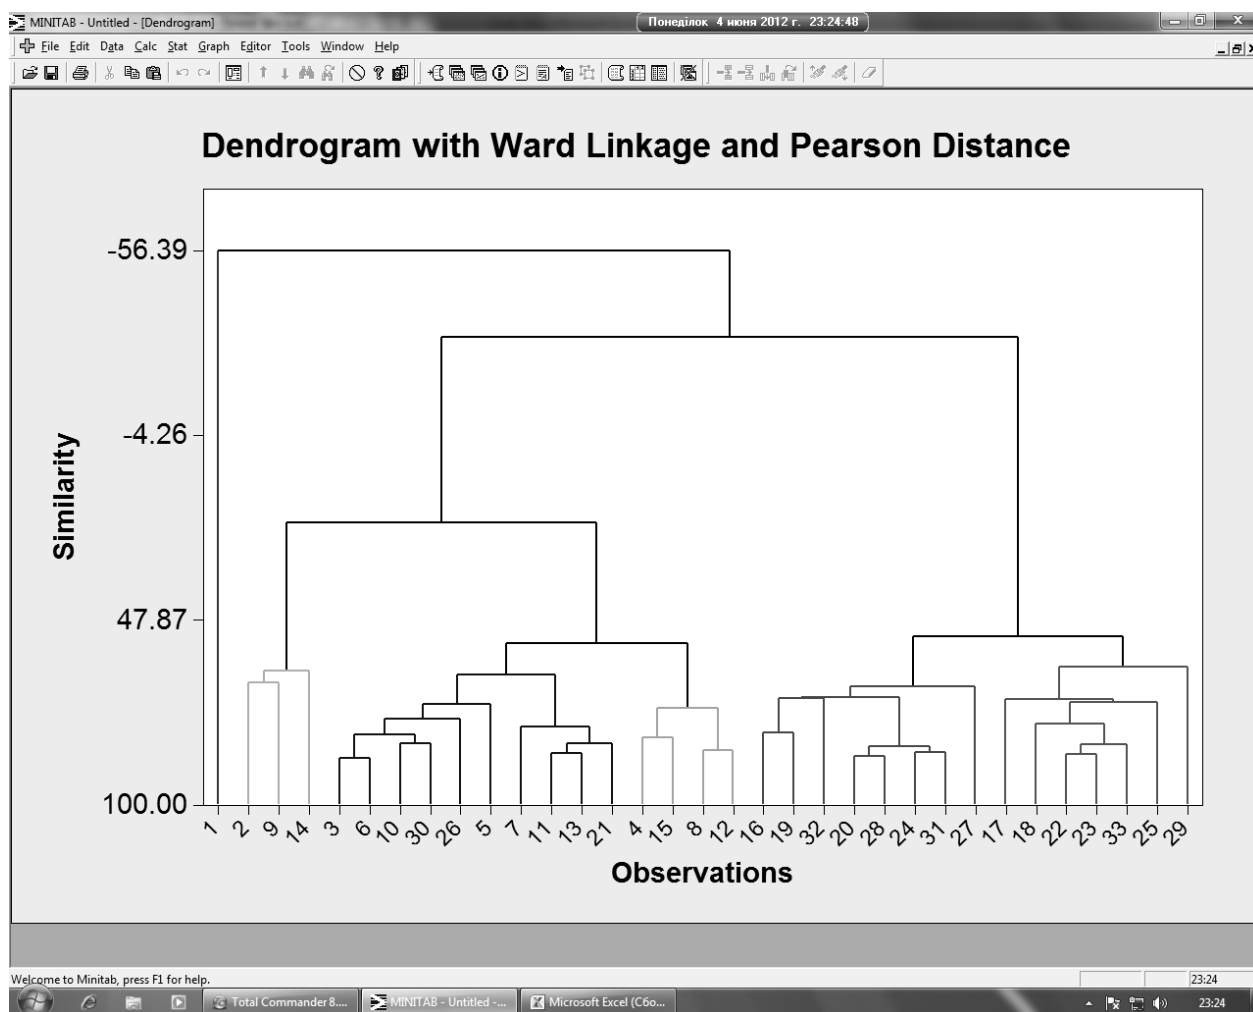 MINITAB - Untitled - [Dendrogram]
Понеділок 4 июня 2012 г. 23:24:48
File Edit Data Calc Stat Graph Editor Tools Window Help
Dendrogram with Ward Linkage and Pearson Distance
-56.39
-4.26
47.87
100.00
Similarity
1 2 9 14 3 6 10 30 26 5 7 11 13 21 4 15 8 12 16 19 32 20 28 24 31 27 17 18 22 23 33 25 29
Observations
Welcome to Minitab, press F1 for help.
23:24
Total Commander 8....
MINITAB - Untitled -...
Microsoft Excel (Сбо...
23:24